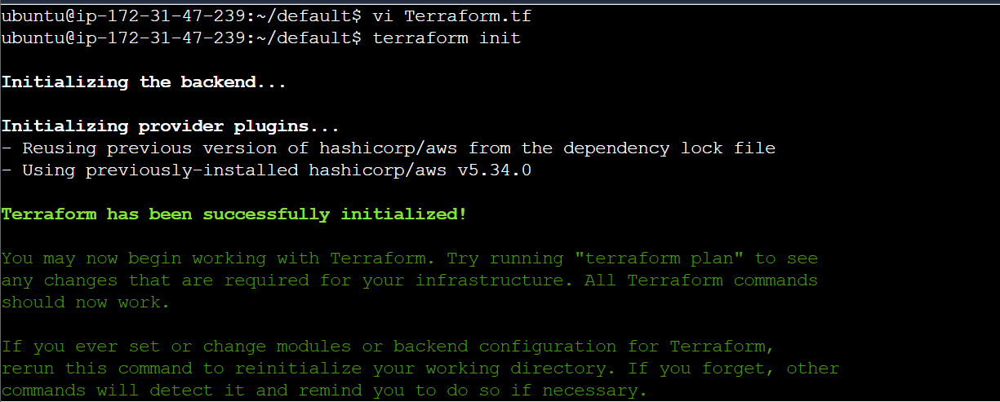 ubuntu@ip-172-31-47-239:~/default$ vi Terraform.tf
ubuntu@ip-172-31-47-239:~/default$ terraform init
Initializing the backend...
Initializing provider plugins...
- Reusing previous version of hashicorp/aws from the dependency lock file
- Using previously-installed hashicorp/aws v5.34.0
Terraform has been successfully initialized!
You may now begin working with Terraform. Try running "terraform plan" to see
any changes that are required for your infrastructure. All Terraform commands
should now work.
If you ever set or change modules or backend configuration for Terraform,
rerun this command to reinitialize your working directory. If you forget, other
commands will detect it and remind you to do so if necessary.